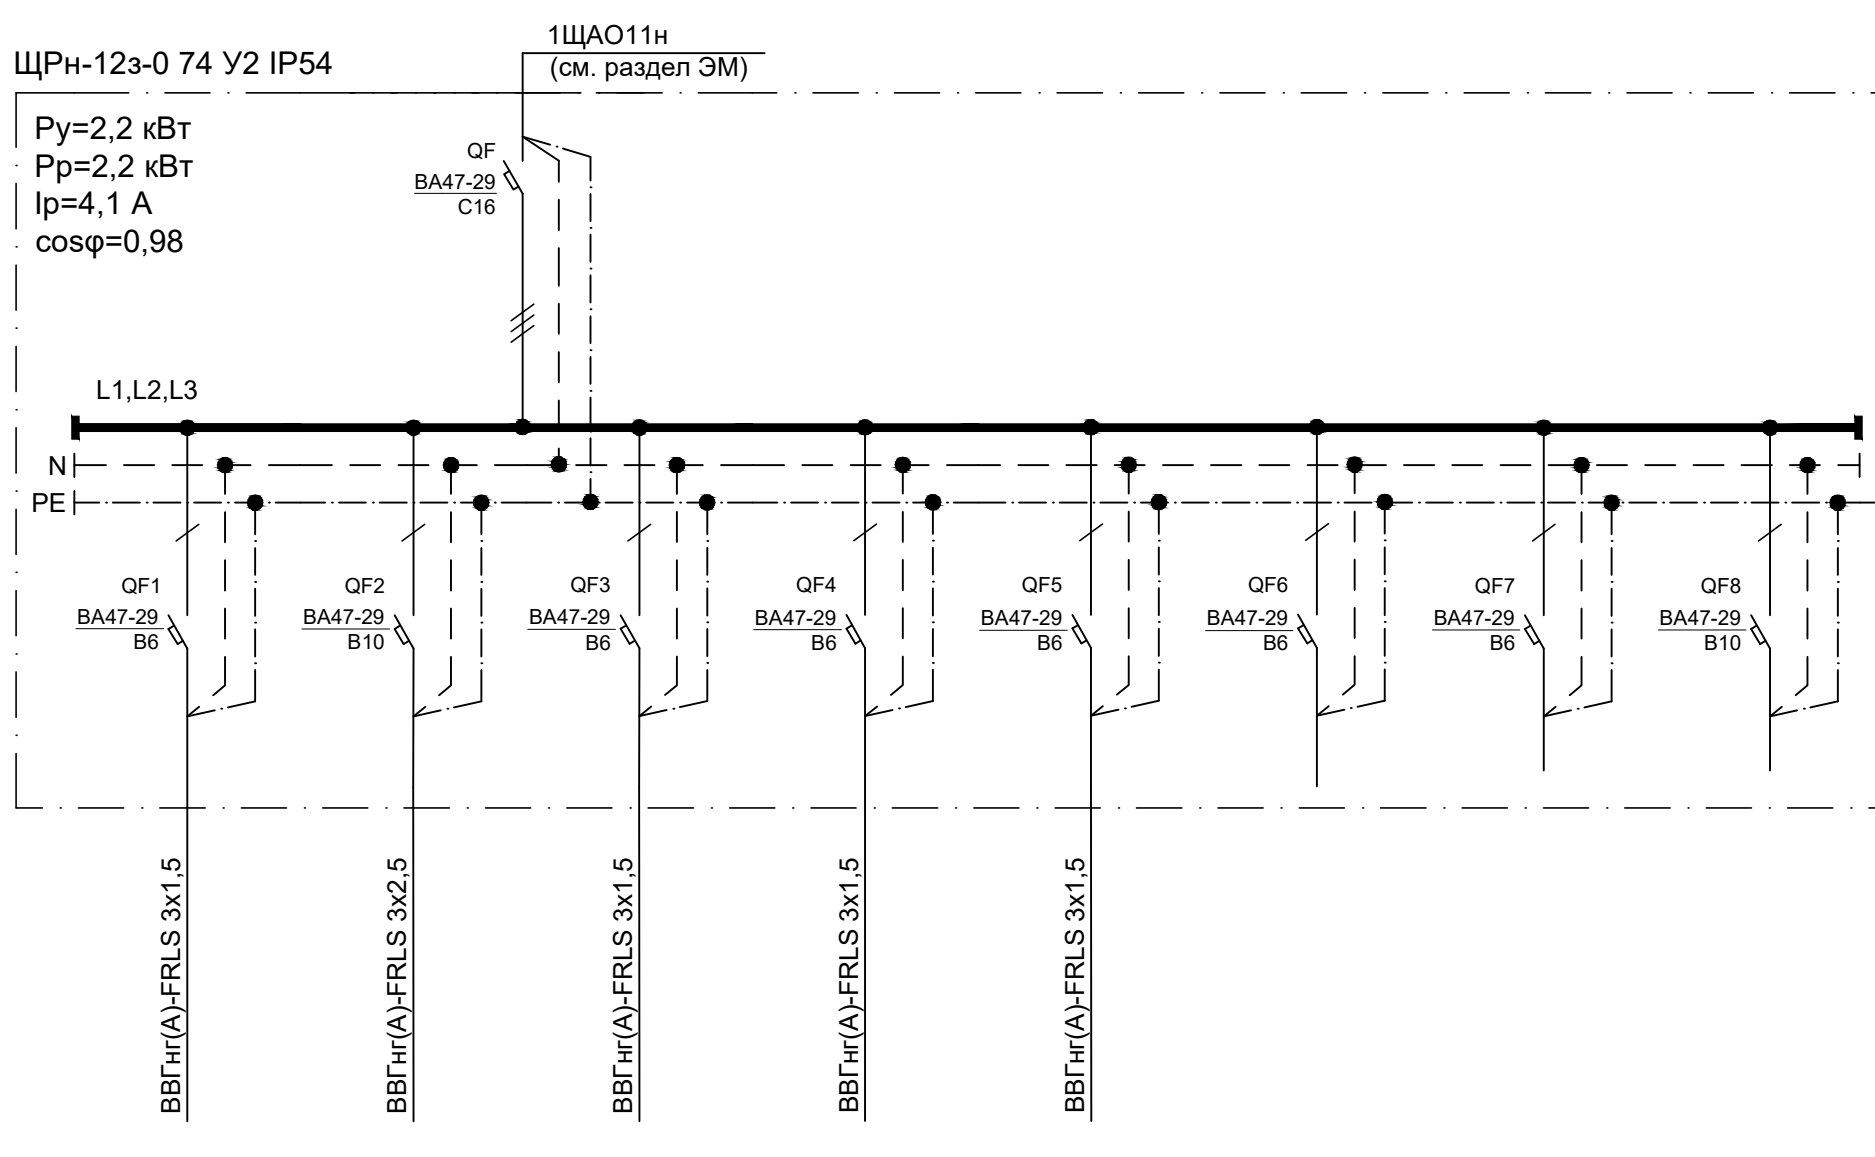 1ЩАО11н
(см. раздел ЭМ)
ЩРн-12з-0 74 У2 IP54
Ру=2,2 кВт
Рр=2,2 кВт
Iр=4,1 А
cosφ=0,98
QF
ВА47-29
С16
L1,L2,L3
N
PE
QF1
ВА47-29
В6
QF2
ВА47-29
В10
QF3
ВА47-29
В6
QF4
ВА47-29
В6
QF5
ВА47-29
В6
QF6
ВА47-29
В6
QF7
ВА47-29
В6
QF8
ВА47-29
В10
ВВГнг(А)-FRLS 3х1,5
ВВГнг(А)-FRLS 3х2,5
ВВГнг(А)-FRLS 3х1,5
ВВГнг(А)-FRLS 3х1,5
ВВГнг(А)-FRLS 3х1,5